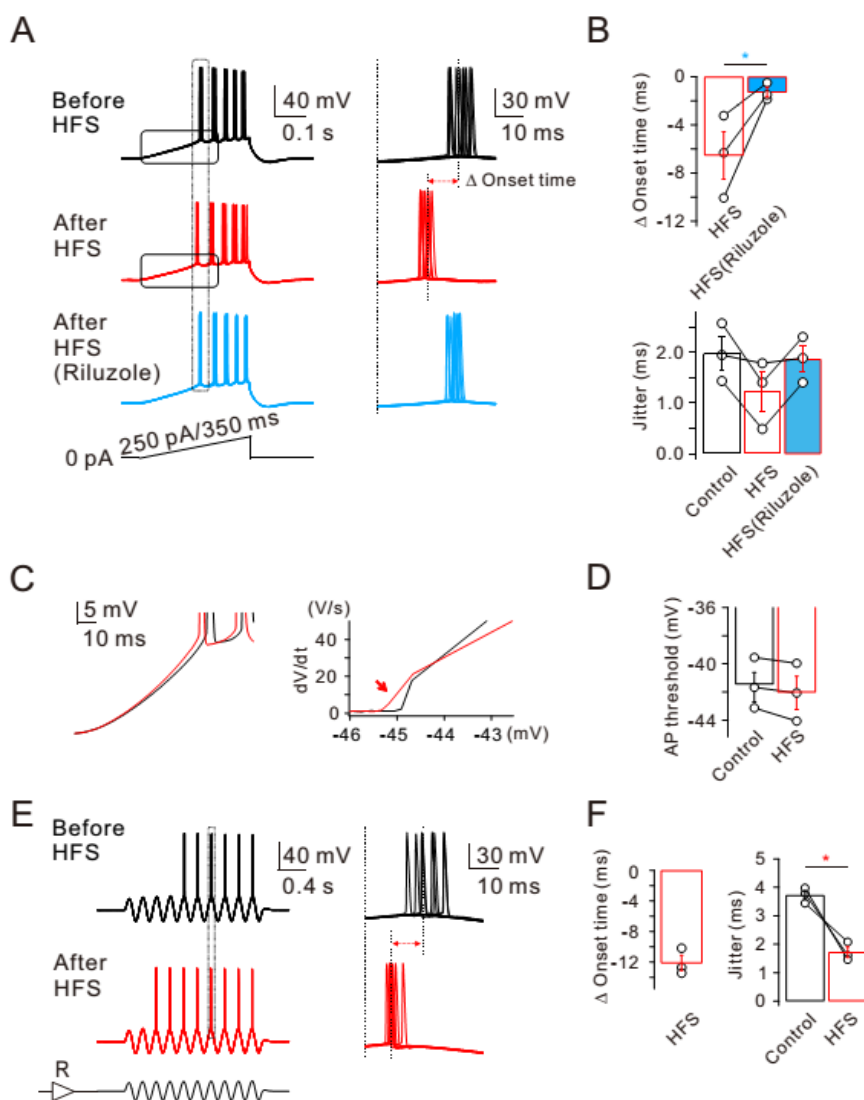 A
Before
HFS
40 mV
0.1 s
30 mV
10 ms
Δ Onset time
After
HFS
After
HFS
(Riluzole)
0 pA
250 pA/350 ms
B
Δ Onset time (ms)
0
-4
-8
-12
*
HFS
HFS(Riluzole)
Jitter (ms)
2.0
1.0
0.0
Control
HFS
HFS(Riluzole)
C
5 mV
10 ms
(V/s)
dV/dt
40
20
0
-46
-45
-44
-43
(mV)
D
AP threshold (mV)
-36
-40
-44
Control
HFS
E
Before
HFS
40 mV
0.4 s
30 mV
10 ms
After
HFS
R
F
Δ Onset time (ms)
0
-4
-8
-12
HFS
Jitter (ms)
5
4
3
2
1
0
*
Control
HFS